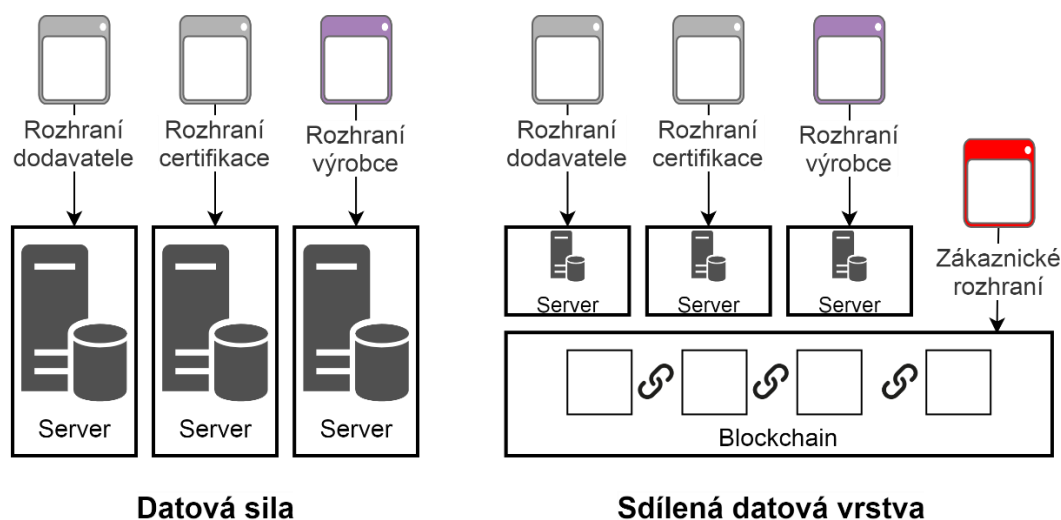 Rozhraní
dodavatele
Rozhraní
certifikace
Rozhraní
výrobce
Server
Server
Server
Datová sila
Rozhraní
dodavatele
Rozhraní
certifikace
Rozhraní
výrobce
Zákaznické
rozhraní
Server
Server
Server
Blockchain
Sdílená datová vrstva